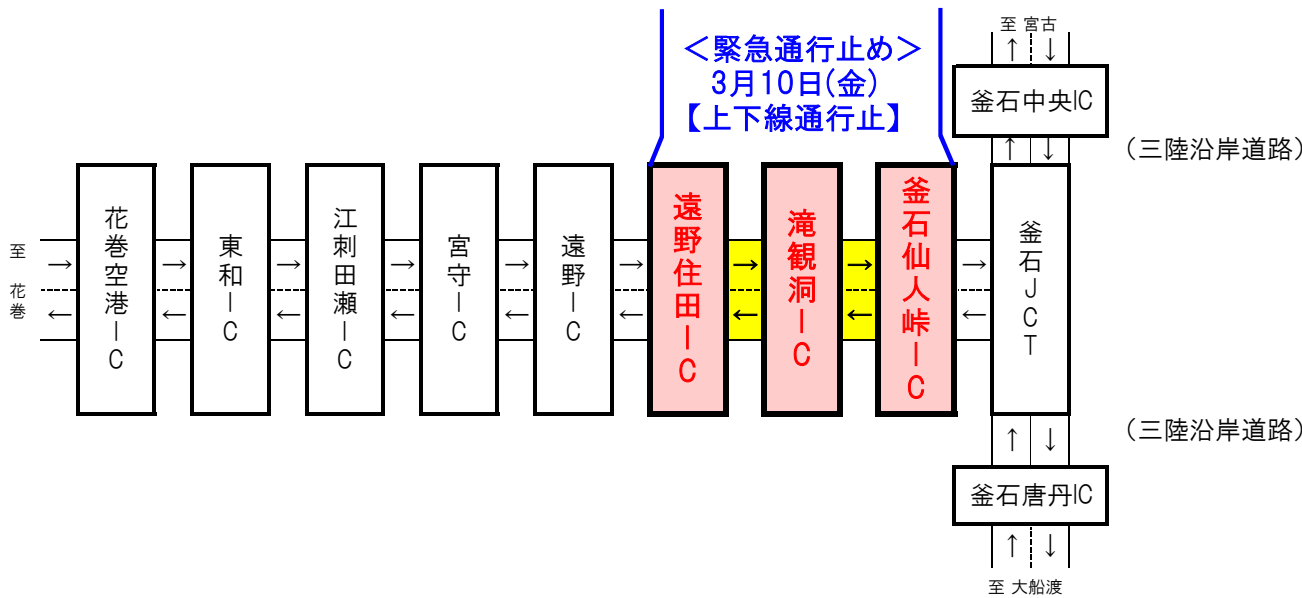 至 宮古
↑ ↓
＜緊急通行止め＞
3月10日(金)
【上下線通行止】
釜石中央IC
↑ ↓
（三陸沿岸道路）
至 花巻
→ → → → → → → → →
← ← ← ← ← ← ← ← ←
花巻空港IC
東和IC
江刺田瀬IC
宮守IC
遠野IC
遠野住田IC
滝観洞IC
釜石仙人峠IC
釜石JCT
（三陸沿岸道路）
↑ ↓
釜石唐丹IC
↑ ↓
至 大船渡